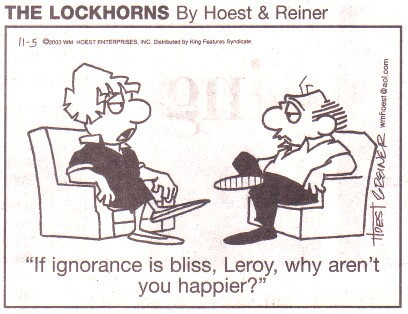 THE LOCKHORNS By Hoest & Reiner
11-5 ©2003 WM. HOEST ENTERPRISES, INC. Distributed by King Features Syndicate.
wmhoest@aol.com
HOEST & REINER
"If ignorance is bliss, Leroy, why aren't
you happier?"